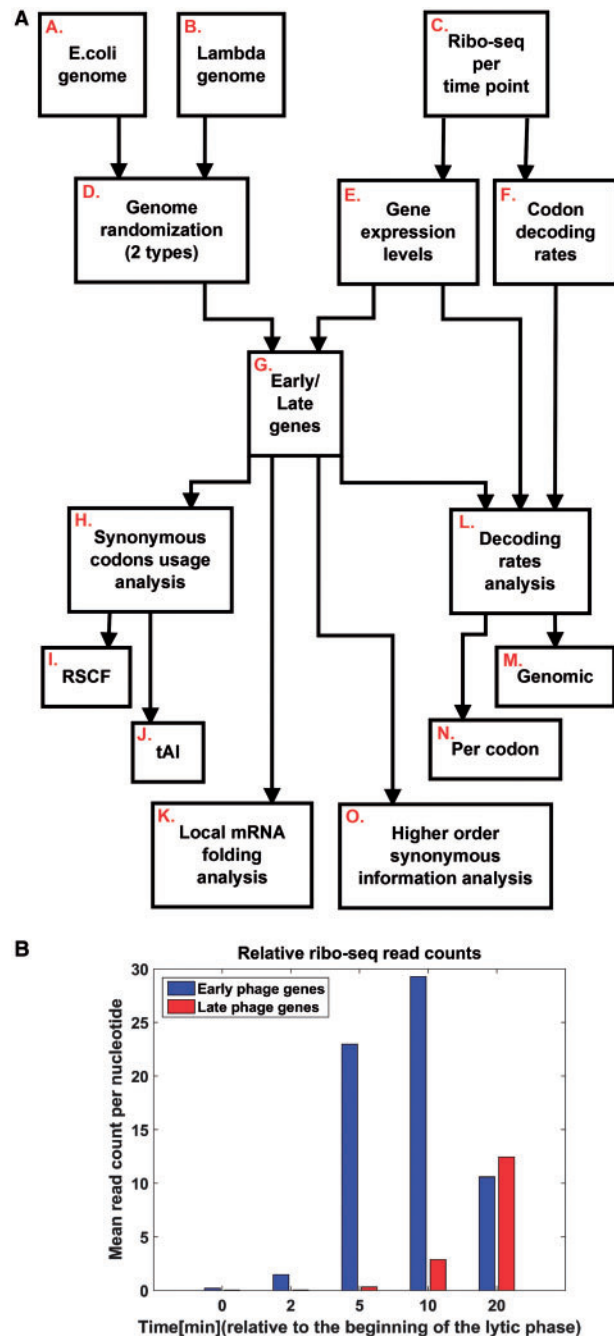 A
A.
E.coli
genome
B.
Lambda
genome
C.
Ribo-seq
per
time point
D.
Genome
randomization
(2 types)
E.
Gene
expression
levels
F.
Codon
decoding
rates
G.
Early/
Late
genes
H.
Synonymous
codons usage
analysis
L.
Decoding
rates
analysis
I.
RSCF
M.
Genomic
J.
tAI
N.
Per codon
K.
Local mRNA
folding
analysis
O.
Higher order
synonymous
information analysis
B
Relative ribo-seq read counts
Early phage genes
Late phage genes
Mean read count per nucleotide
30
25
20
15
10
5
0
0 2 5 10 20
Time[min](relative to the beginning of the lytic phase)